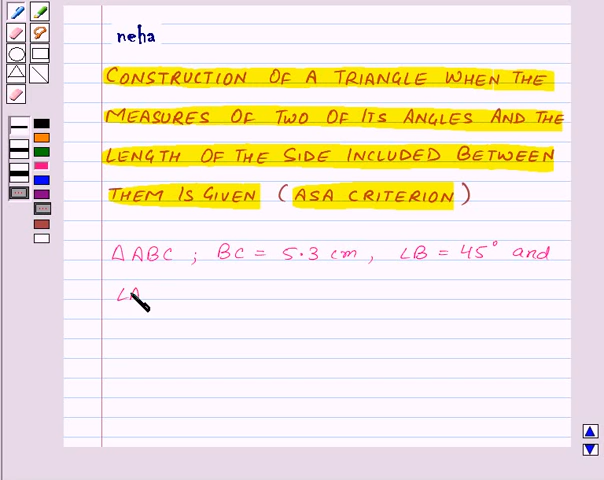 neha
CONSTRUCTION OF A TRIANGLE WHEN THE
MEASURES OF TWO OF ITS ANGLES AND THE
LENGTH OF THE SIDE INCLUDED BETWEEN
THEM IS GIVEN (ASA CRITERION)
△ABC ; BC = 5.3 cm, ∠B = 45° and
∠A